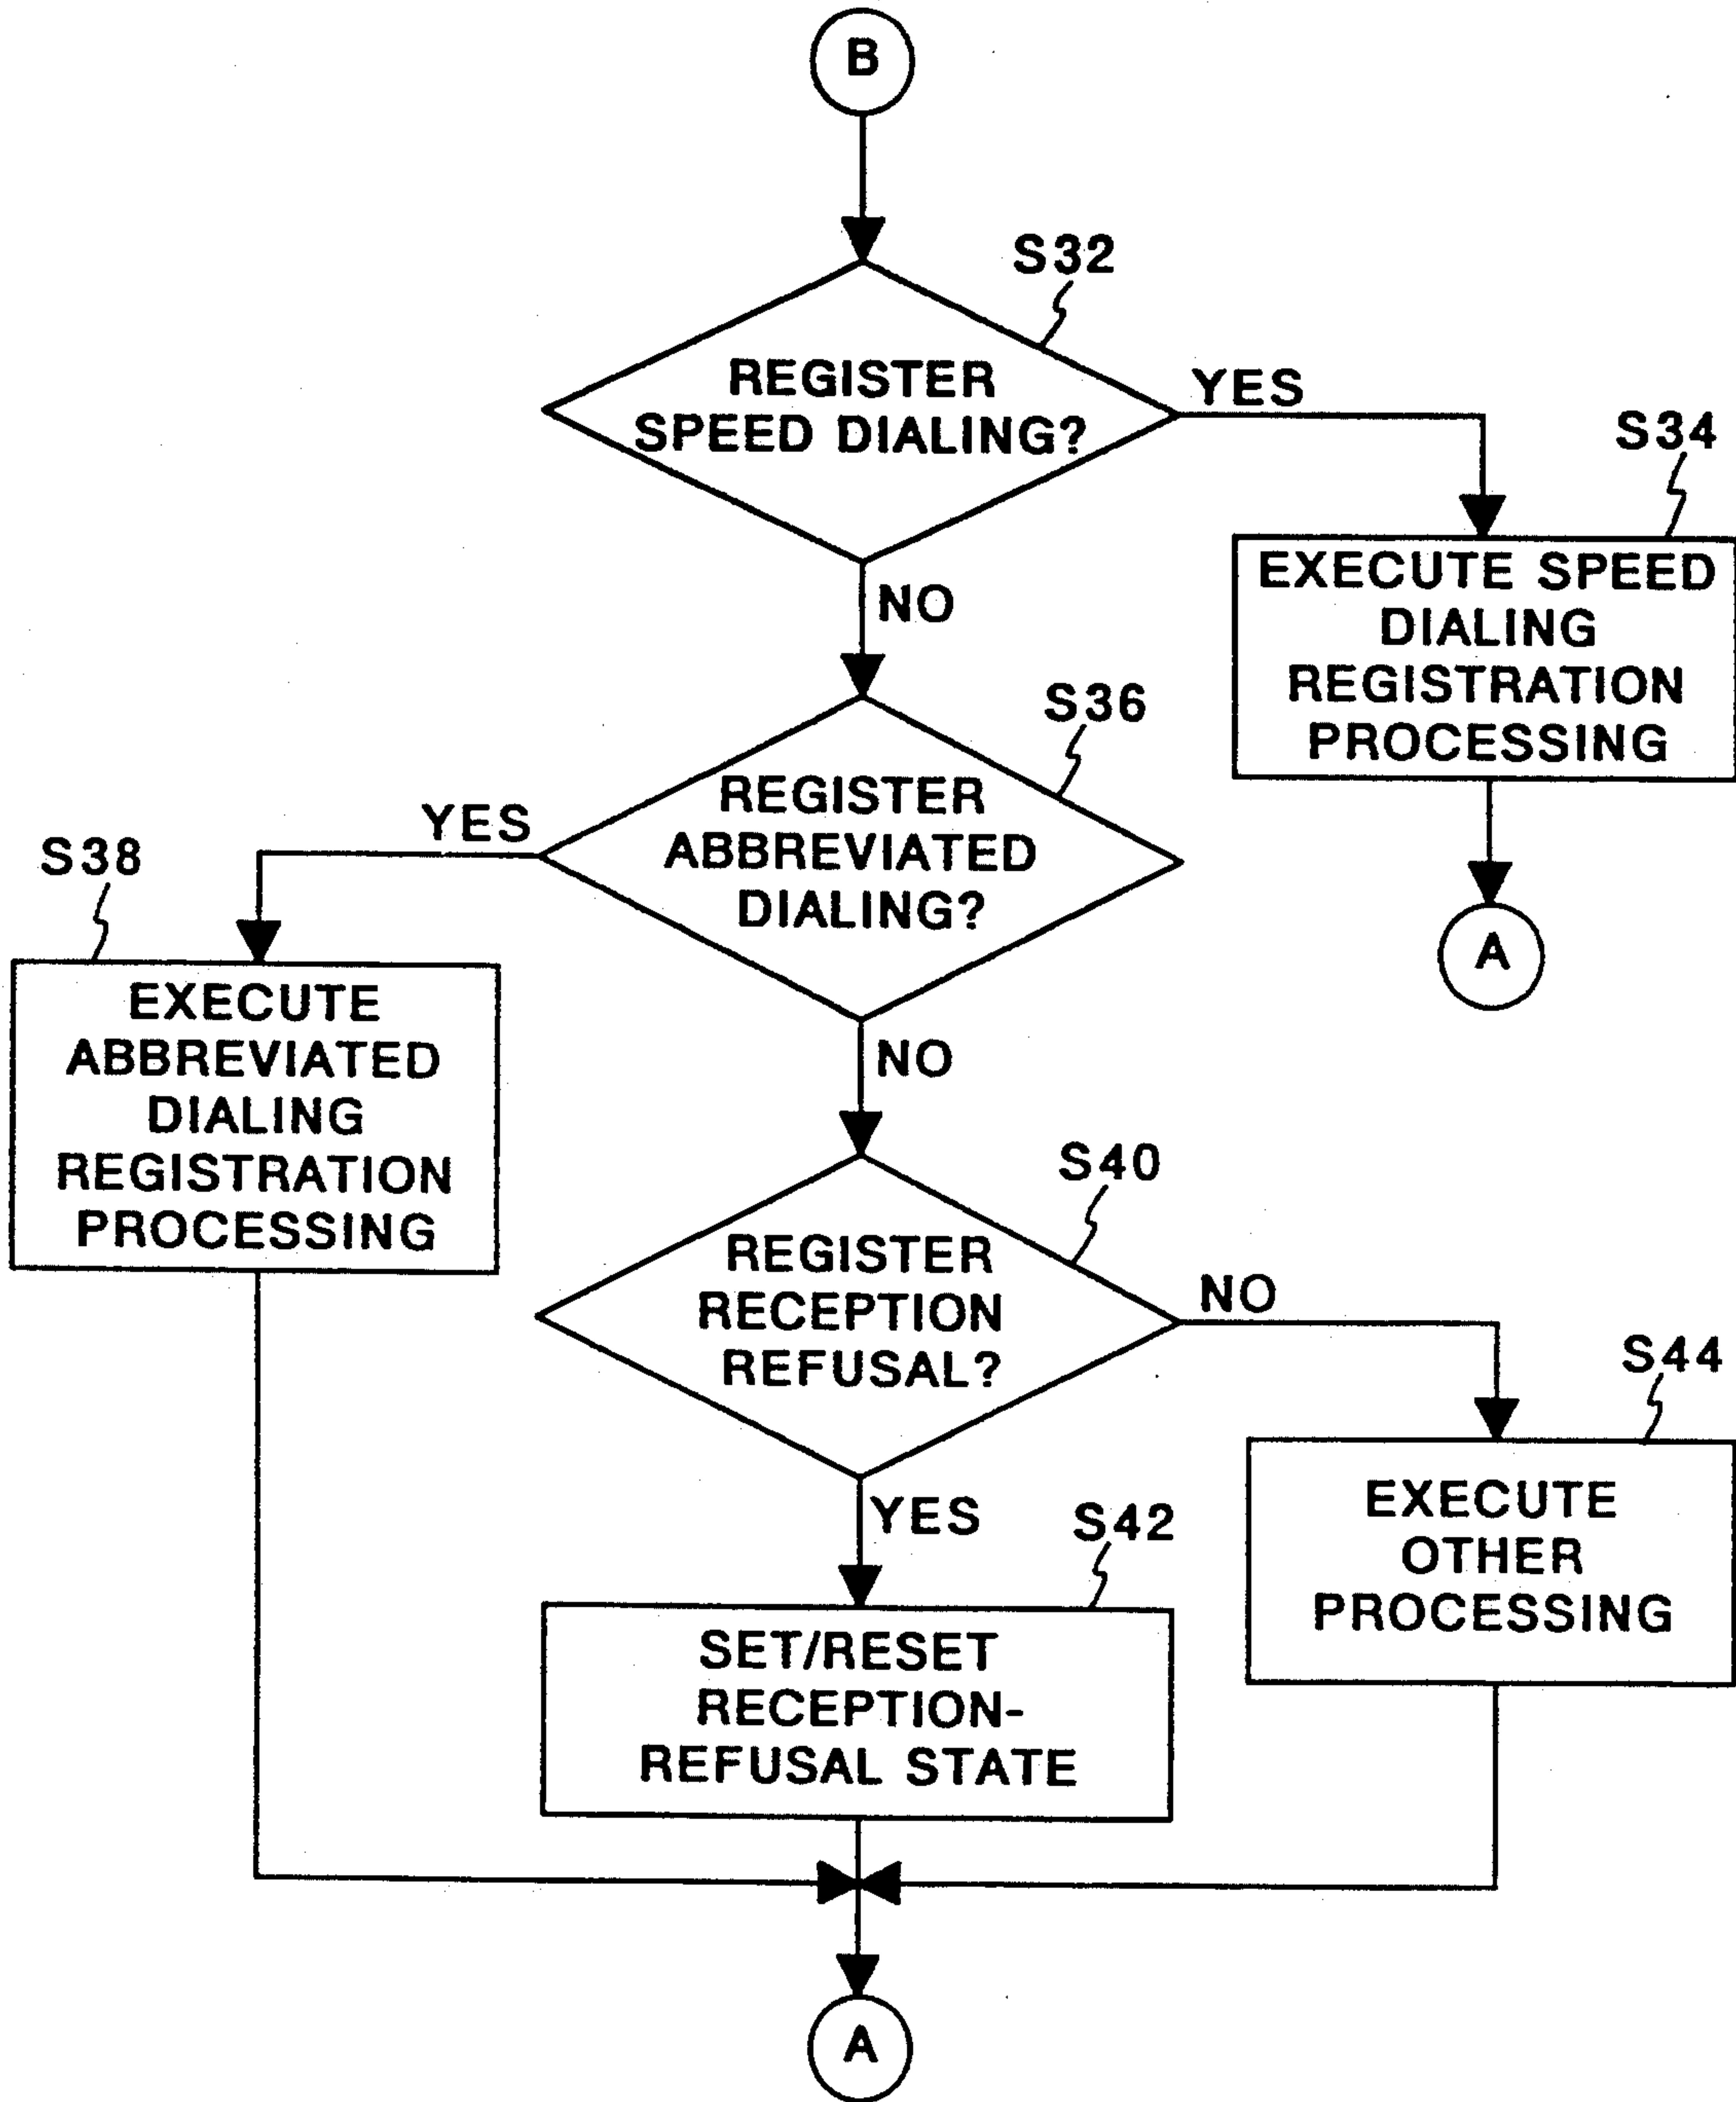 B
S32
REGISTER
SPEED DIALING?
YES
S34
EXECUTE SPEED
DIALING
REGISTRATION
PROCESSING
A
NO
S36
REGISTER
ABBREVIATED
DIALING?
YES
S38
EXECUTE
ABBREVIATED
DIALING
REGISTRATION
PROCESSING
NO
S40
REGISTER
RECEPTION
REFUSAL?
NO
S44
EXECUTE
OTHER
PROCESSING
YES
S42
SET/RESET
RECEPTION-
REFUSAL STATE
A